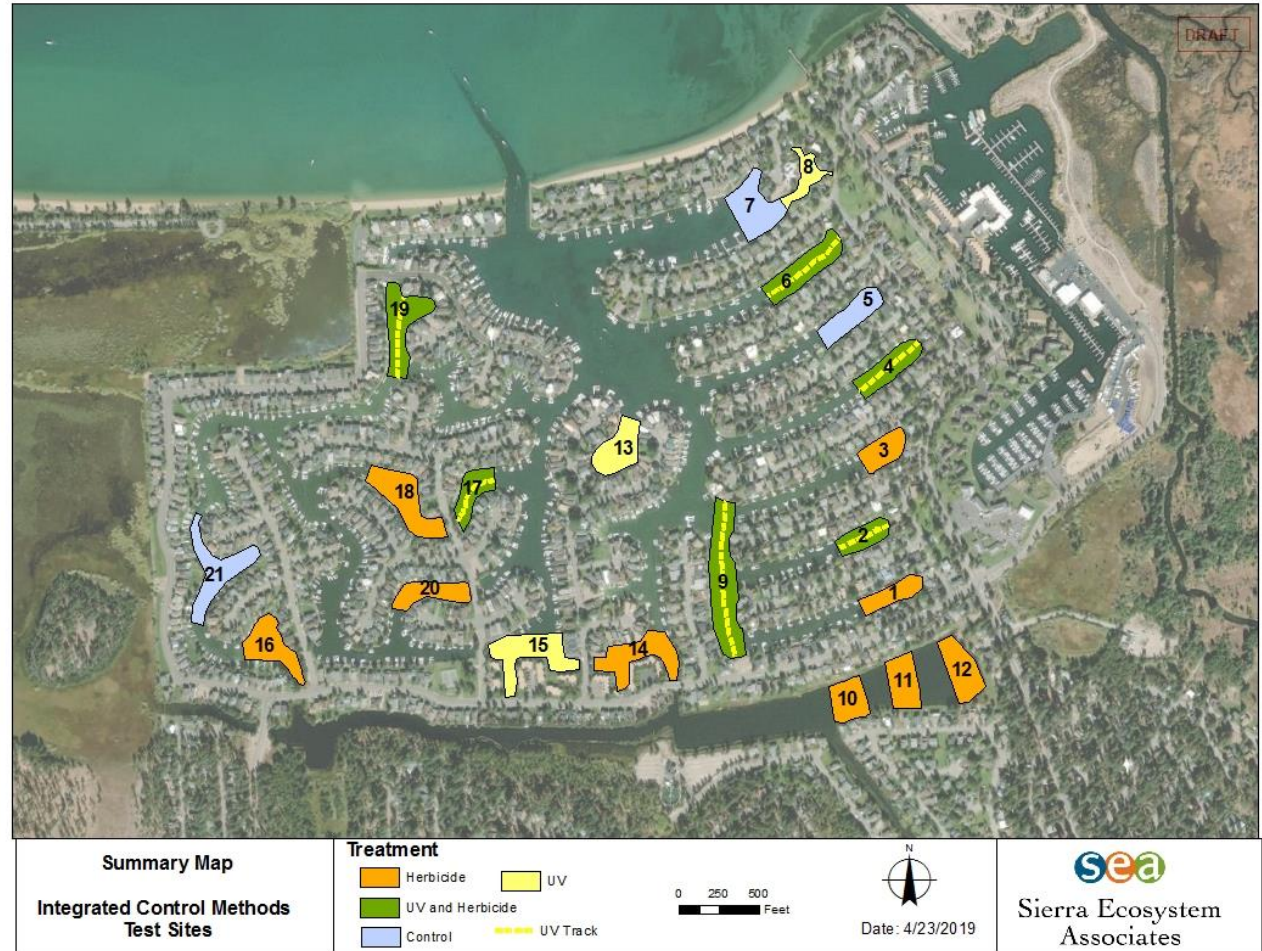 DRAFT
8
7
6
5
19
4
13
3
18
17
2
9
21
20
1
16
15
14
12
11
10
Summary Map
Integrated Control Methods
Test Sites
Treatment
Herbicide
UV
UV and Herbicide
Control
UV Track
0 250 500
Feet
N
Date: 4/23/2019
sea
Sierra Ecosystem
Associates